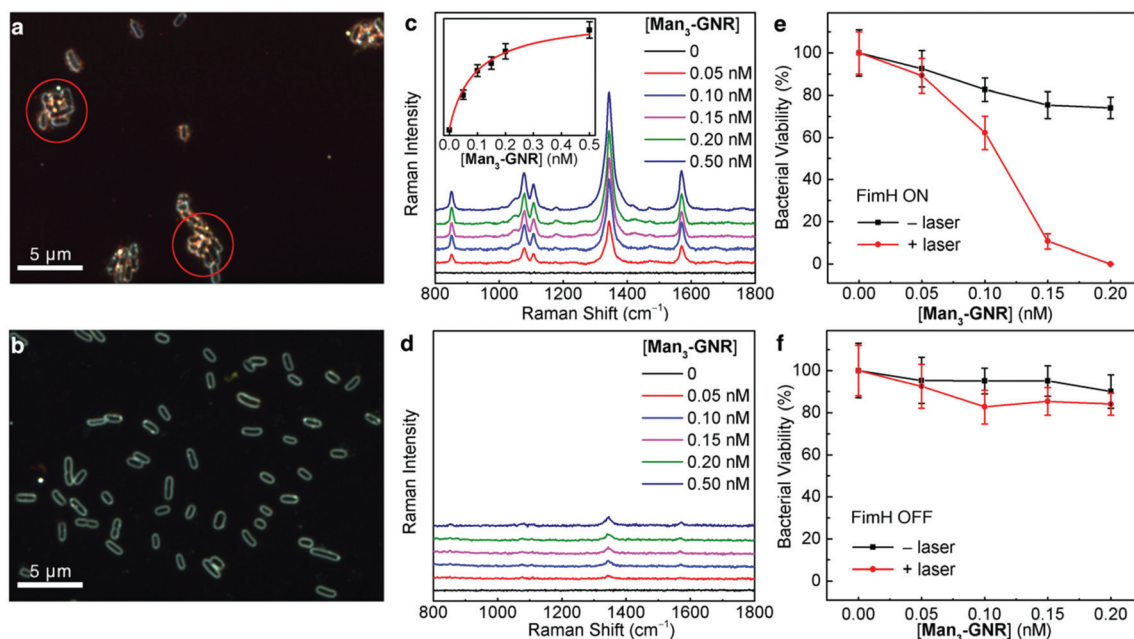 a
5 µm
b
5 µm
c
[Man₃-GNR]
0
0.05 nM
0.10 nM
0.15 nM
0.20 nM
0.50 nM
0.0 0.1 0.2 0.3 0.4 0.5
[Man₃-GNR] (nM)
Raman Intensity
800 1000 1200 1400 1600 1800
Raman Shift (cm⁻¹)
d
[Man₃-GNR]
0
0.05 nM
0.10 nM
0.15 nM
0.20 nM
0.50 nM
Raman Intensity
800 1000 1200 1400 1600 1800
Raman Shift (cm⁻¹)
e
Bacterial Viability (%)
100
80
60
40
20
0
FimH ON
– laser
+ laser
0.00 0.05 0.10 0.15 0.20
[Man₃-GNR] (nM)
f
Bacterial Viability (%)
100
80
60
40
20
0
FimH OFF
– laser
+ laser
0.00 0.05 0.10 0.15 0.20
[Man₃-GNR] (nM)